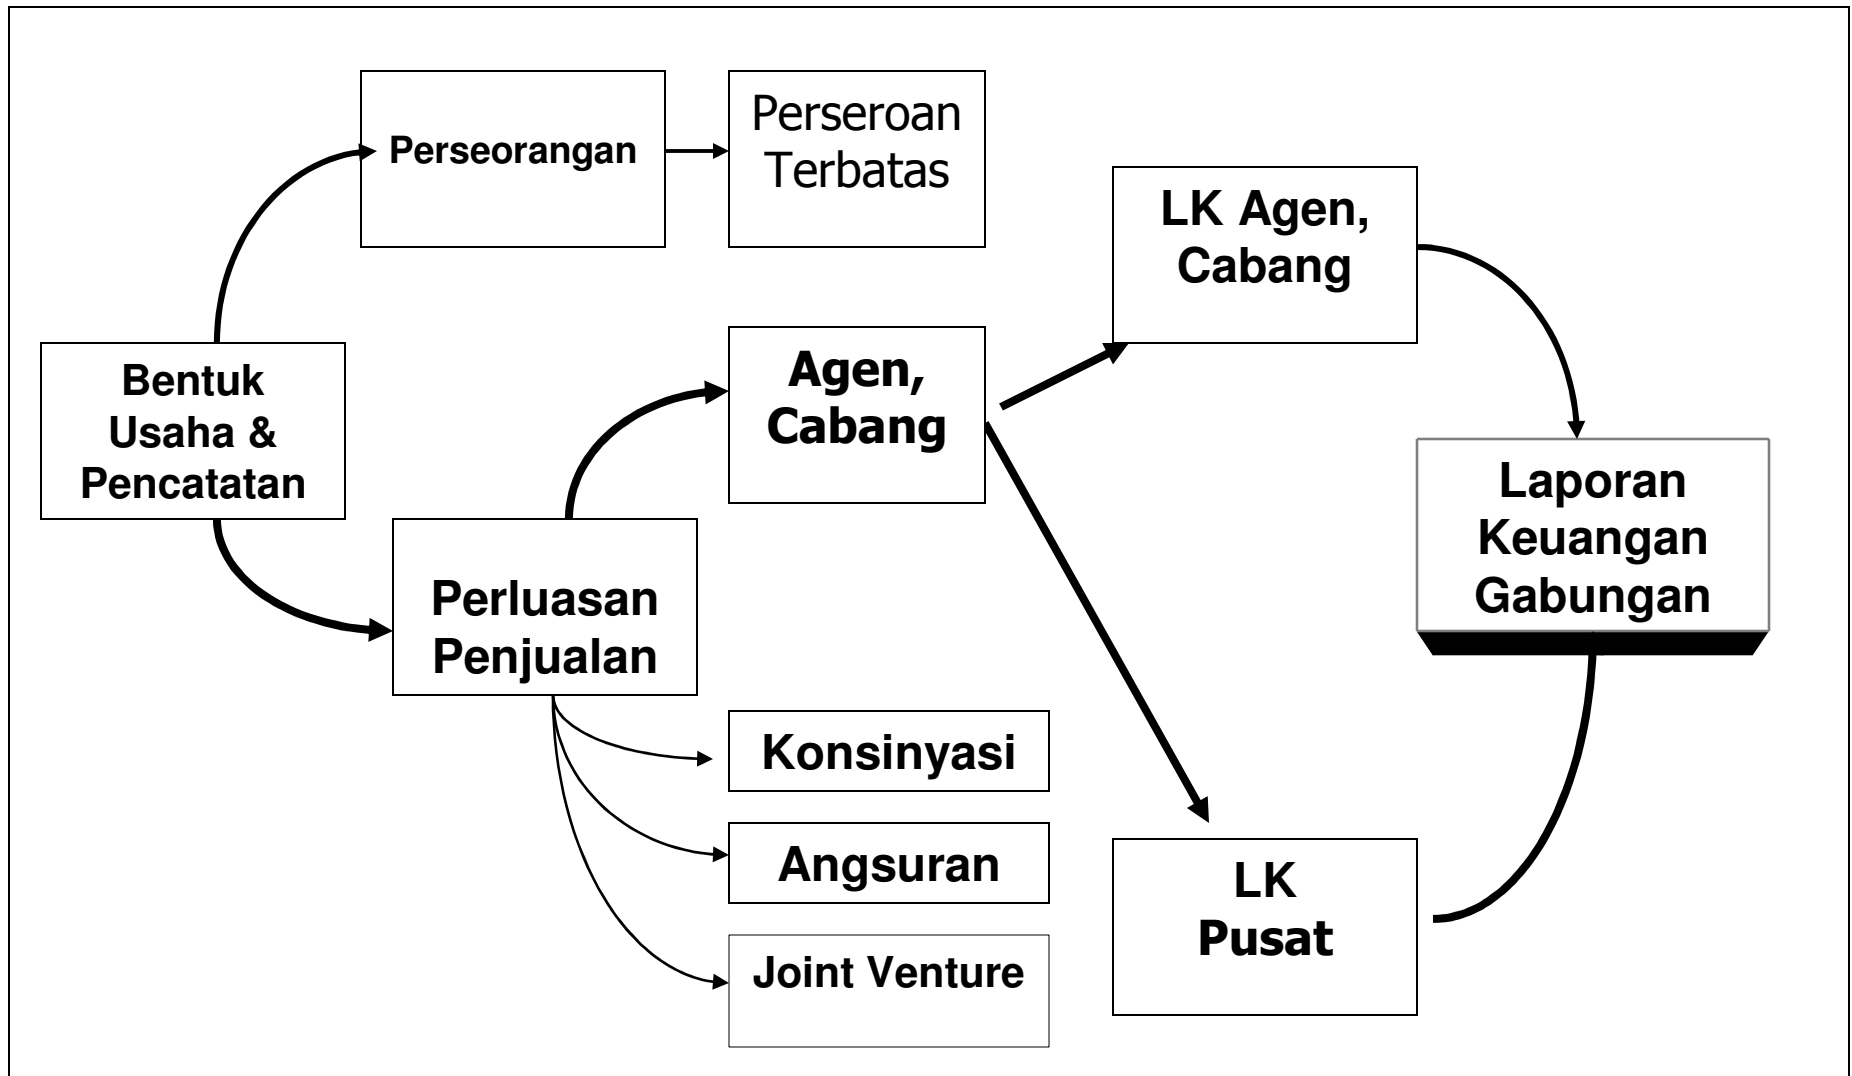 Perseorangan
Perseroan
Terbatas
LK Agen,
Cabang
Bentuk
Usaha &
Pencatatan
Agen,
Cabang
Laporan
Keuangan
Gabungan
Perluasan
Penjualan
Konsinyasi
Angsuran
Joint Venture
LK
Pusat